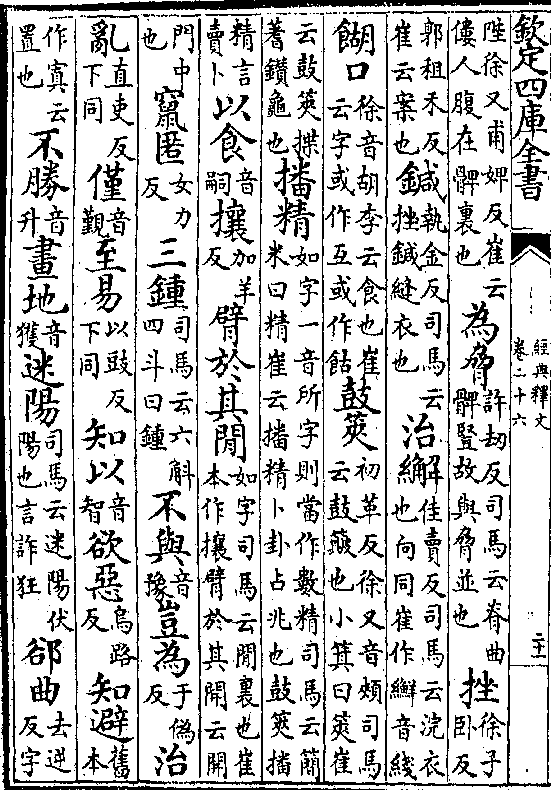 欽定四庫全書
經典釋文
卷二十六
二十一
陛徐又甫婢反崔云僂人腹在髀裏也為脅許劫反司馬云脊曲髀豎故與脅並也挫徐子卧反
郭祖禾反崔云案也鍼執金反司馬云挫鍼縫衣也治繲佳賣反司馬云浣衣也向同崔作音綫
餬口徐音胡李云食也崔云字或作互或作鼓筴初革反徐又音頰司馬云鼓簸也小箕曰筴崔
云鼓筴揲蓍鑽龜也播精如字一音所字則當作數精司馬云簡米曰精崔云播精卜卦占兆也鼓筴播
精言賣卜以食音嗣攘加羊反臂於其閒如字司馬云閒裏也崔本作攘臂於其開云開
門中也竄匿女力反三鍾司馬云六斛四斗曰鍾不與音豫豈為于偽反治
亂直吏反下同僅音覲至易以豉反下同知以音智欲惡烏路反知避舊本
作寘云置也不勝音升畫地音獲迷陽司馬云迷陽伏陽也言詐狂郤曲去逆反字